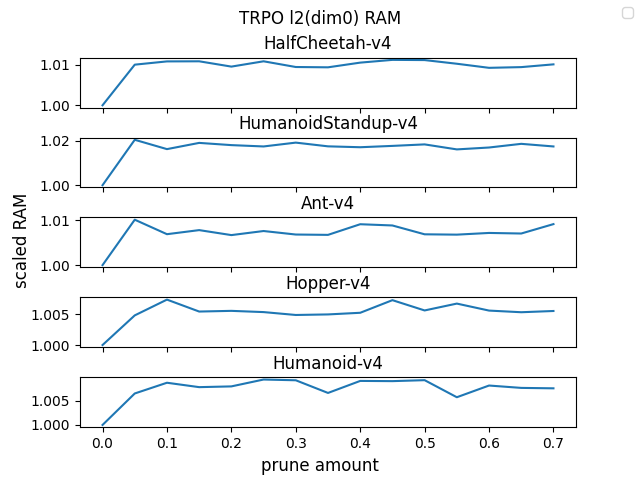 TRPO l2(dim0) RAM
HalfCheetah-v4
1.01
1.00
HumanoidStandup-v4
1.02
1.00
Ant-v4
1.01
1.00
scaled RAM
Hopper-v4
1.005
1.000
Humanoid-v4
1.005
1.000
0.0 0.1 0.2 0.3 0.4 0.5 0.6 0.7
prune amount